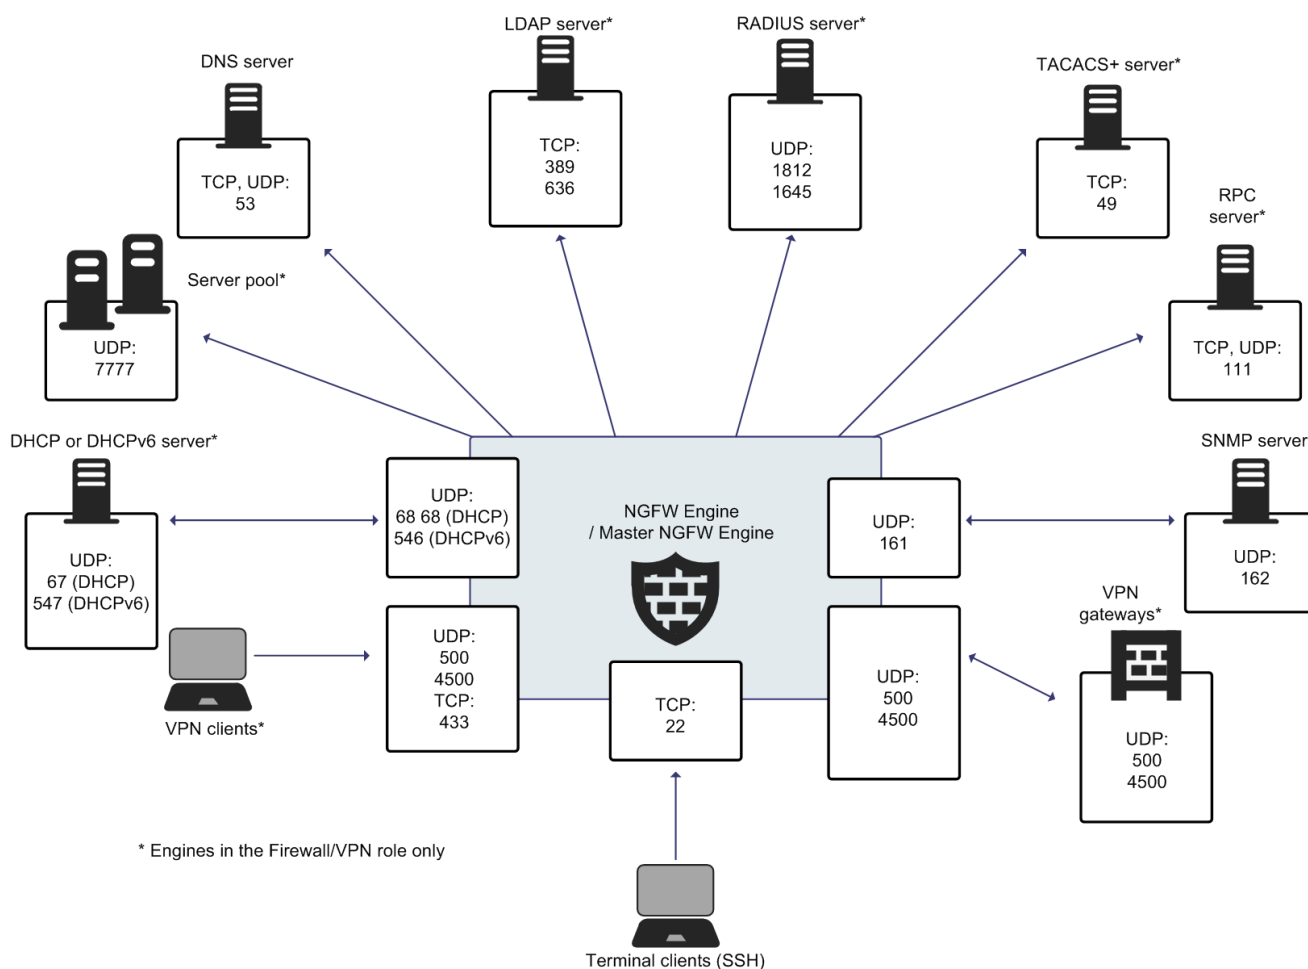 LDAP server*
RADIUS server*
DNS server
TACACS+ server*
TCP:
389
636
UDP:
1812
1645
TCP, UDP:
53
TCP:
49
RPC
server*
Server pool*
UDP:
7777
TCP, UDP:
111
DHCP or DHCPv6 server*
SNMP server
UDP:
68 68 (DHCP)
546 (DHCPv6)
NGFW Engine
/ Master NGFW Engine
UDP:
161
UDP:
67 (DHCP)
547 (DHCPv6)
UDP:
162
VPN
gateways*
UDP:
500
4500
TCP:
433
VPN clients*
TCP:
22
UDP:
500
4500
UDP:
500
4500
* Engines in the Firewall/VPN role only
Terminal clients (SSH)